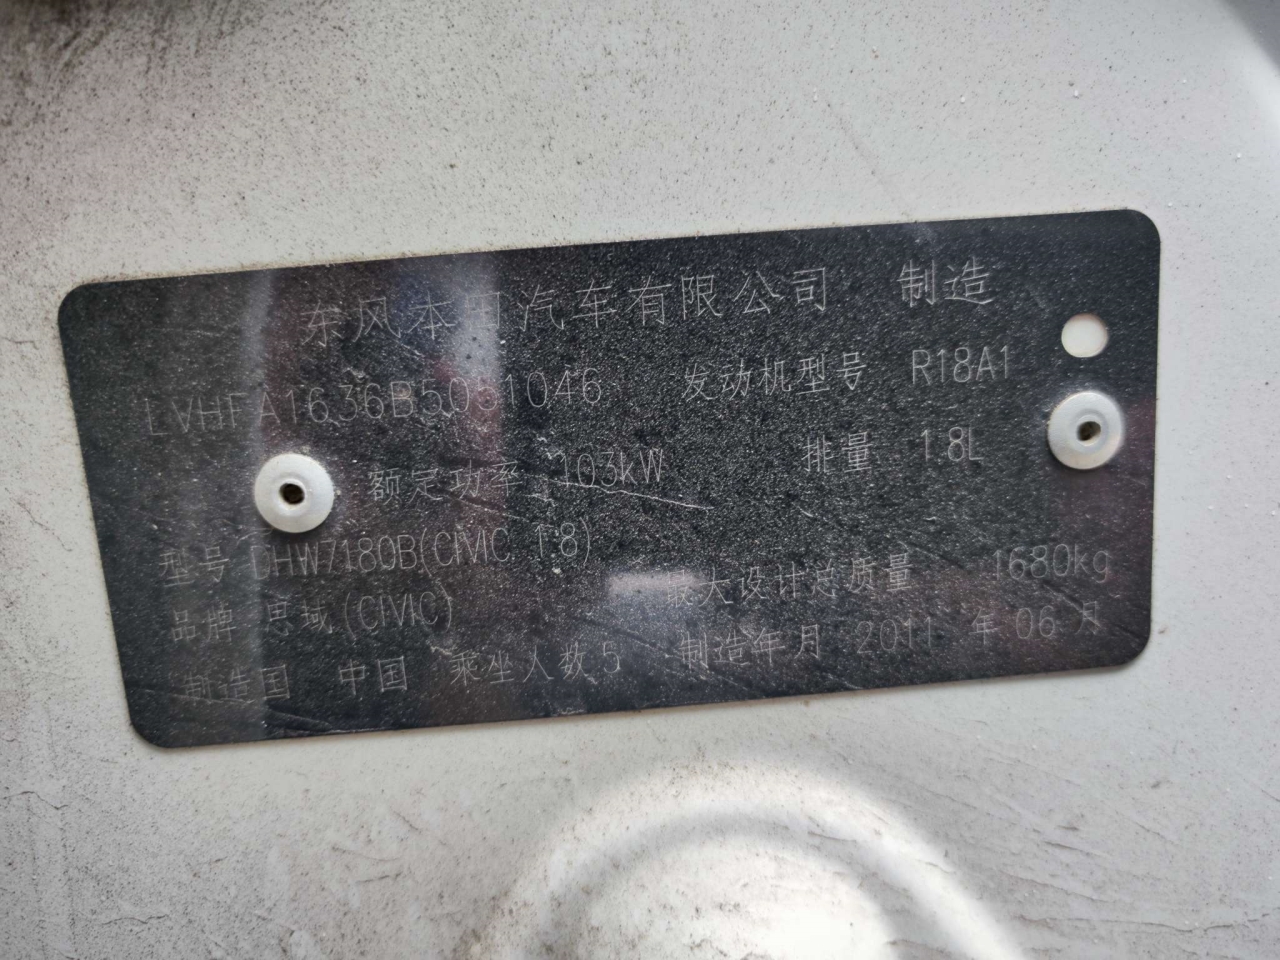 东风本田汽车有限公司 制造
LVHFA1636B5051046 发动机型号 R18A1
额定功率 103kW 排量 1.8L
型号 DHW7180B(CIVIC 1.8)
最大设计总质量 1680kg
品牌 思域(CIVIC)
制造国 中国 乘坐人数 5 制造年月 2011 年 06 月